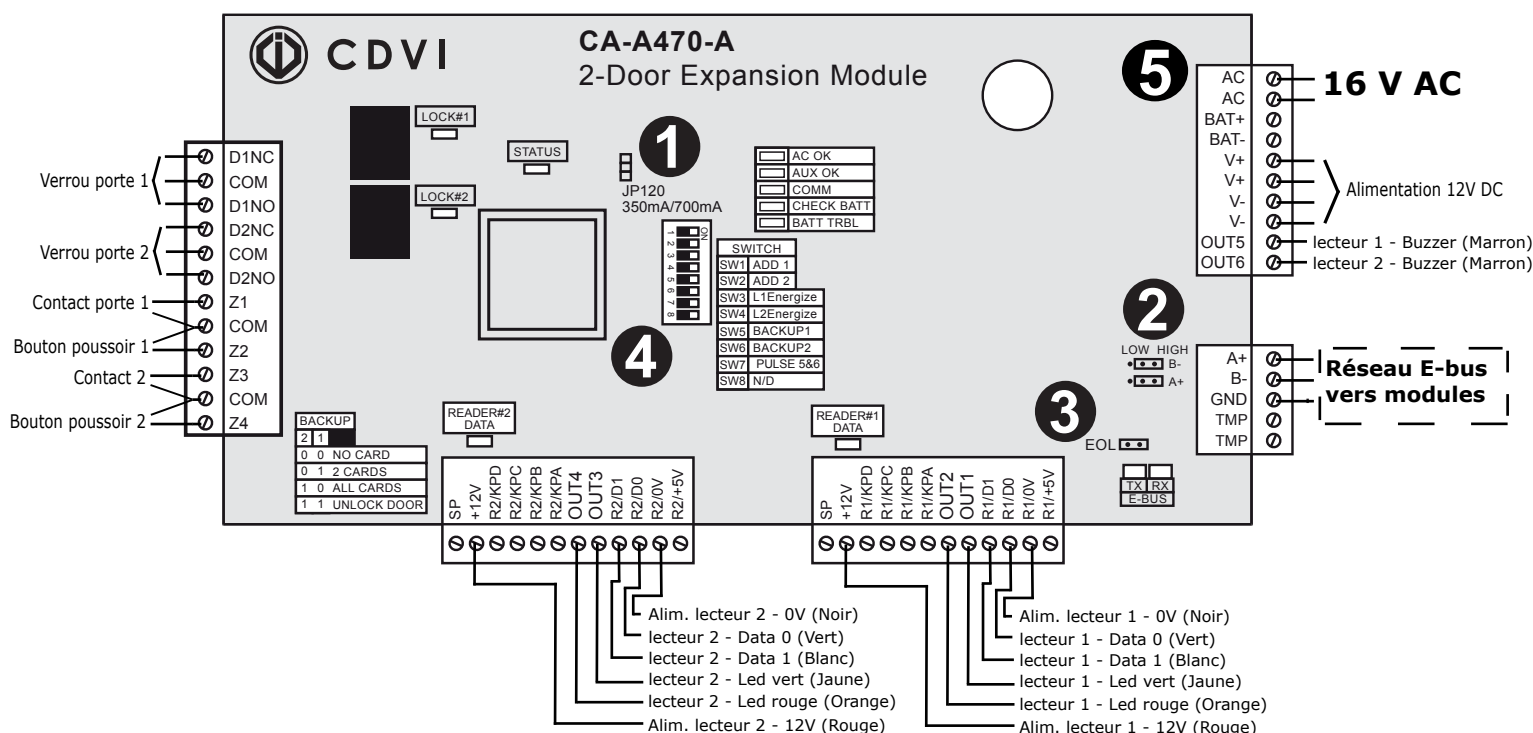 CDVI
CA-A470-A
2-Door Expansion Module
5
AC
AC
BAT+
BAT-
V+
V+
V-
V-
OUT5
OUT6
16 V AC
Alimentation 12V DC
lecteur 1 - Buzzer (Marron)
lecteur 2 - Buzzer (Marron)
LOCK#1
LOCK#2
STATUS
1
JP120
350mA/700mA
AC OK
AUX OK
COMM
CHECK BATT
BATT TRBL
Verrou porte 1
Verrou porte 2
Contact porte 1
Bouton poussoir 1
Contact 2
Bouton poussoir 2
D1NC
COM
D1NO
D2NC
COM
D2NO
Z1
COM
Z2
Z3
COM
Z4
ON
1
2
3
4
5
6
7
8
SWITCH
SW1 ADD 1
SW2 ADD 2
SW3 L1Energize
SW4 L2Energize
SW5 BACKUP1
SW6 BACKUP2
SW7 PULSE 5&6
SW8 N/D
4
2
LOW HIGH
B-
A+
A+
B-
GND
TMP
TMP
Réseau E-bus
vers modules
3
EOL
TX RX
E-BUS
BACKUP
2 1
0 0 NO CARD
0 1 2 CARDS
1 0 ALL CARDS
1 1 UNLOCK DOOR
READER#2
DATA
SP
+12V
R2/KPD
R2/KPC
R2/KPB
R2/KPA
OUT4
OUT3
R2/D1
R2/D0
R2/0V
R2/+5V
READER#1
DATA
SP
+12V
R1/KPD
R1/KPC
R1/KPB
R1/KPA
OUT2
OUT1
R1/D1
R1/D0
R1/0V
R1/+5V
Alim. lecteur 2 - 0V (Noir)
lecteur 2 - Data 0 (Vert)
lecteur 2 - Data 1 (Blanc)
lecteur 2 - Led vert (Jaune)
lecteur 2 - Led rouge (Orange)
Alim. lecteur 2 - 12V (Rouge)
Alim. lecteur 1 - 0V (Noir)
lecteur 1 - Data 0 (Vert)
lecteur 1 - Data 1 (Blanc)
lecteur 1 - Led vert (Jaune)
lecteur 1 - Led rouge (Orange)
Alim. lecteur 1 - 12V (Rouge)